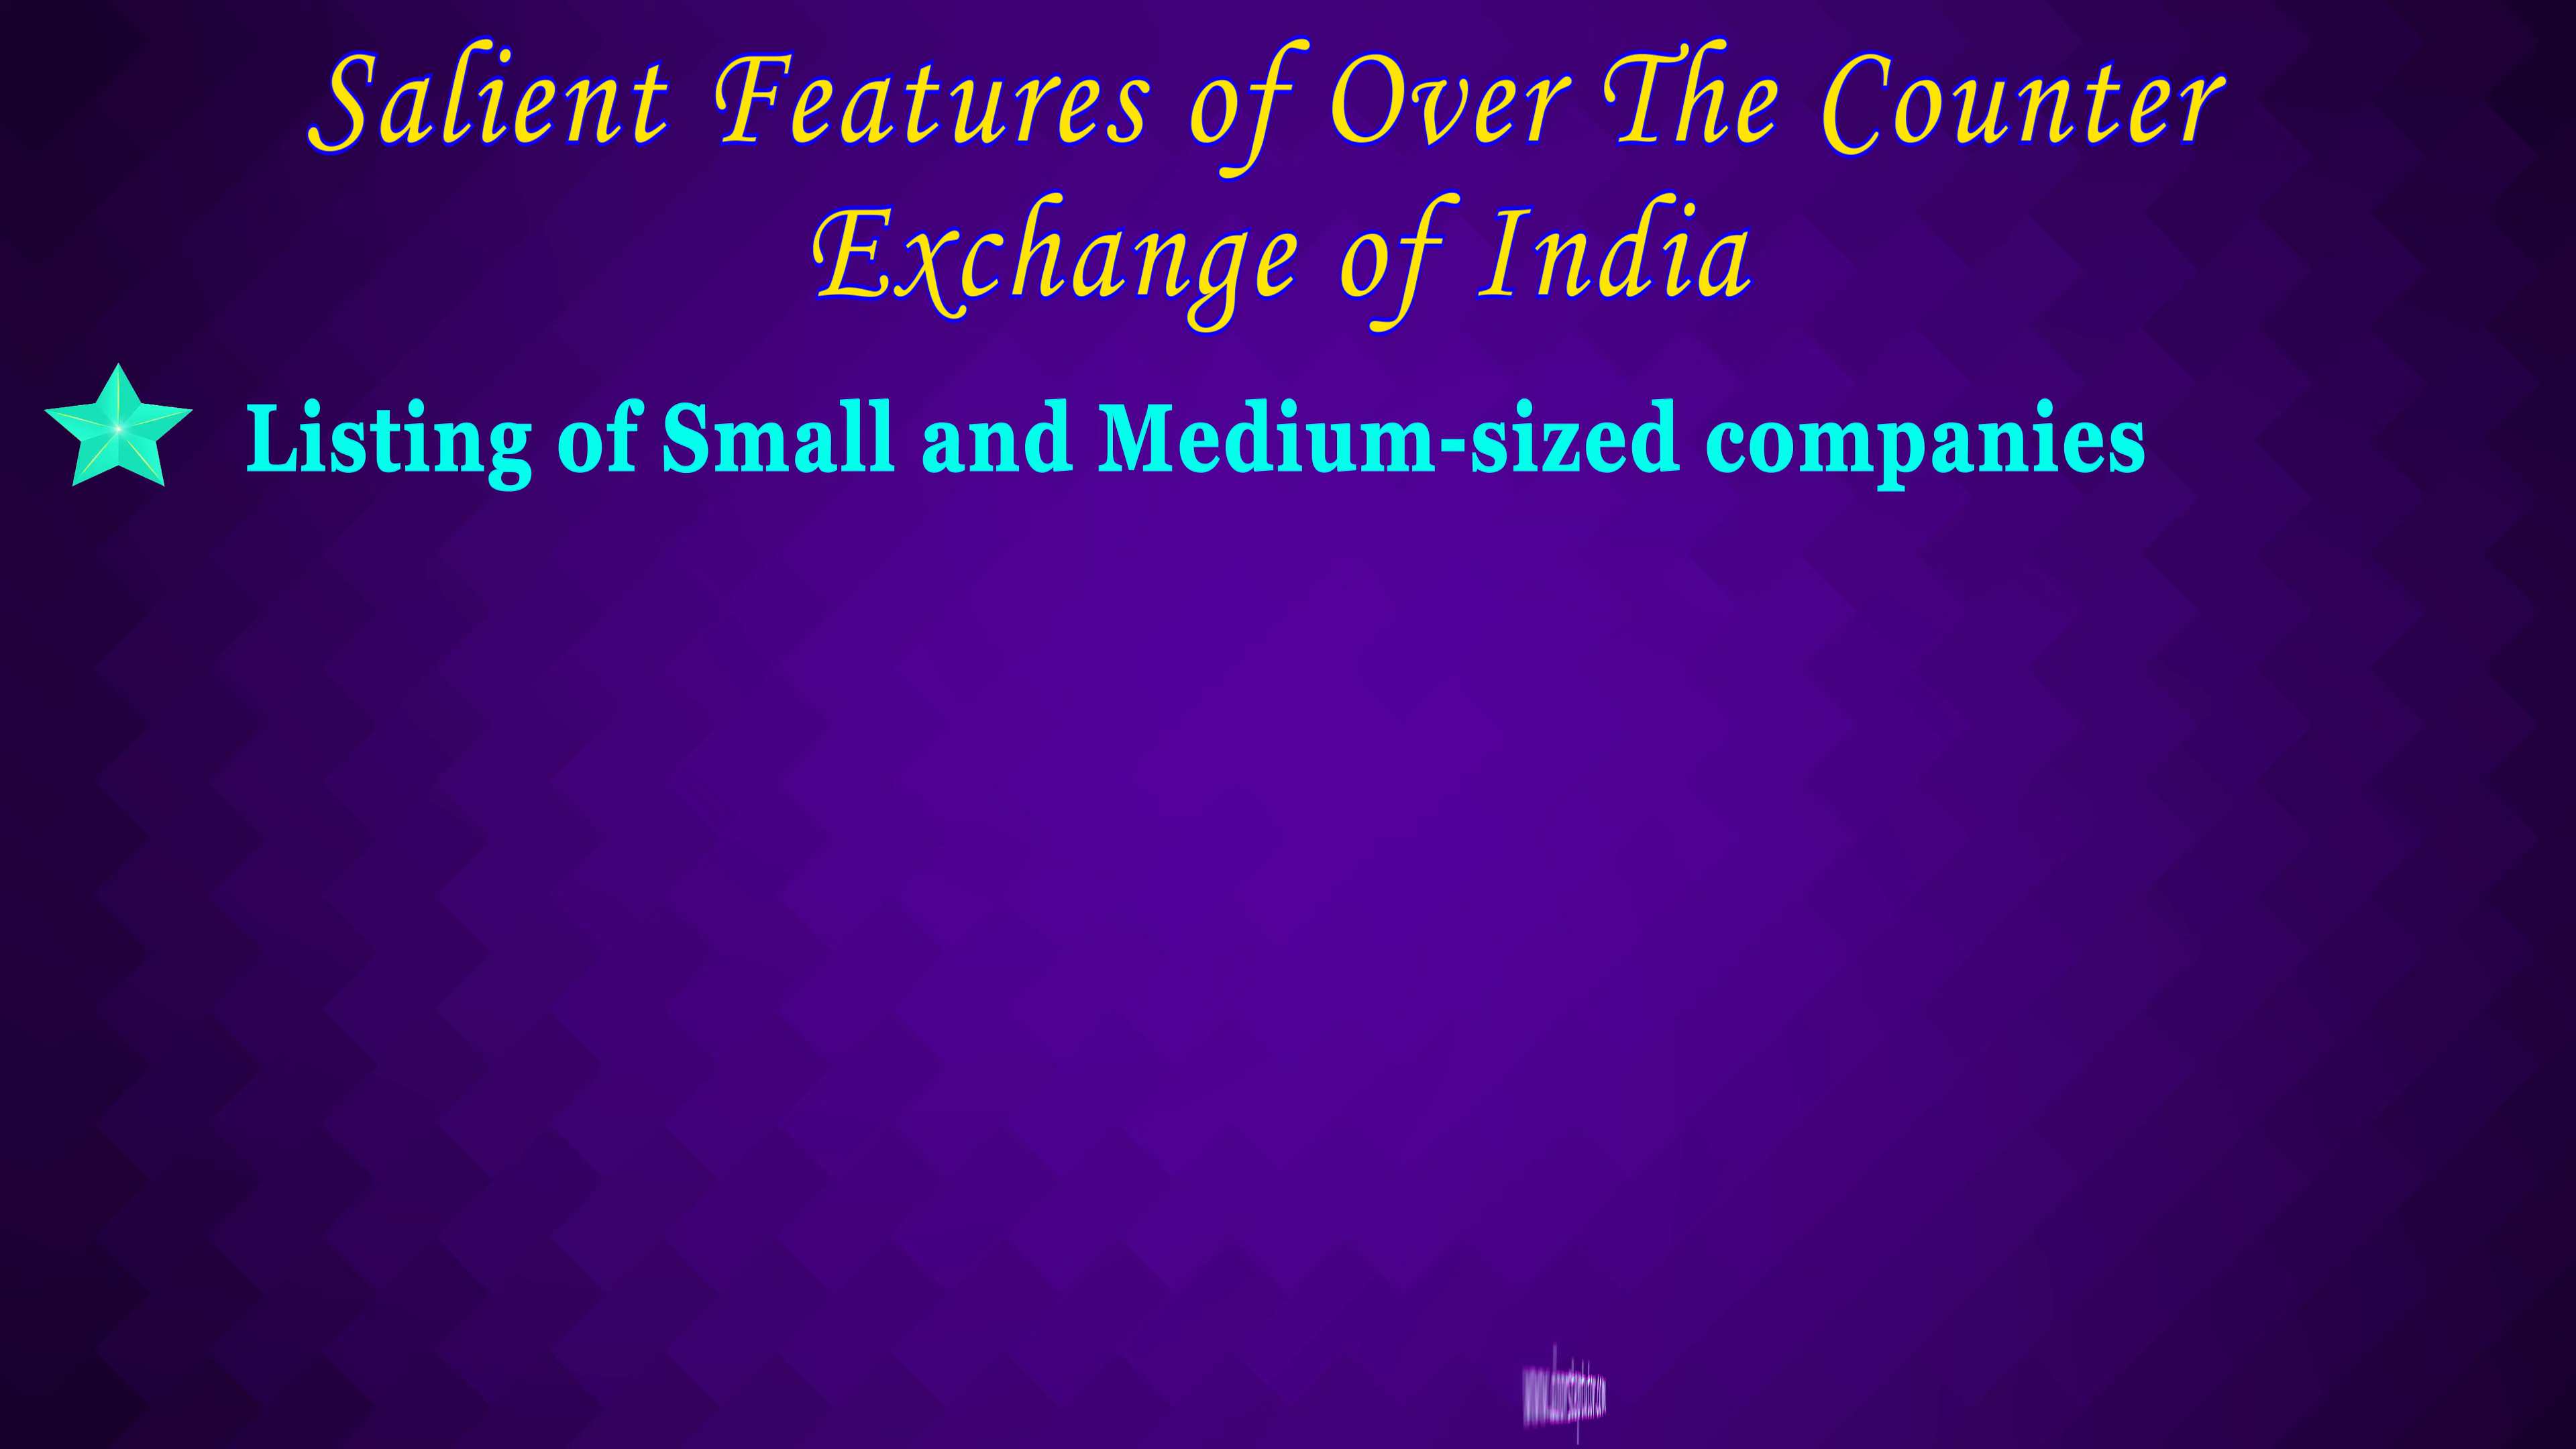 Salient Features of Over The Counter
Exchange of India
Listing of Small and Medium-sized companies